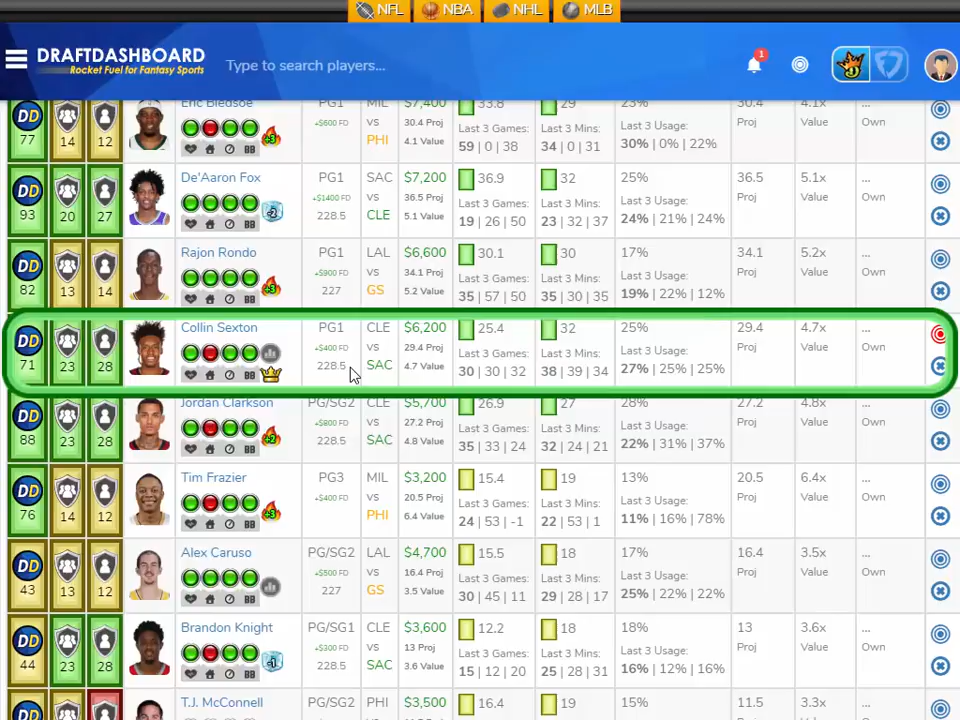 NFL NBA NHL MLB
DRAFTDASHBOARD
Rocket Fuel for Fantasy Sports
Type to search players...
1
DD 77 14 12 Eric Bledsoe PG1 MIL $7,400 33.8 29 23% 30.4 4.1x ...
+$600 FD VS 30.4 Proj Last 3 Games: Last 3 Mins: Last 3 Usage: Proj Value Own
+3 PHI 4.1 Value 59 | 0 | 38 34 | 0 | 31 30% | 0% | 22%
DD 93 20 27 De'Aaron Fox PG1 SAC $7,200 36.9 32 25% 36.5 5.1x ...
+$1400 FD VS 36.5 Proj Last 3 Games: Last 3 Mins: Last 3 Usage: Proj Value Own
-2 228.5 CLE 5.1 Value 19 | 26 | 50 23 | 32 | 37 24% | 21% | 24%
DD 82 13 14 Rajon Rondo PG1 LAL $6,600 30.1 30 17% 34.1 5.2x ...
+$900 FD VS 34.1 Proj Last 3 Games: Last 3 Mins: Last 3 Usage: Proj Value Own
+3 227 GS 5.2 Value 35 | 57 | 50 35 | 30 | 35 19% | 22% | 12%
DD 71 23 28 Collin Sexton PG1 CLE $6,200 25.4 32 25% 29.4 4.7x ...
+$400 FD VS 29.4 Proj Last 3 Games: Last 3 Mins: Last 3 Usage: Proj Value Own
228.5 SAC 4.7 Value 30 | 30 | 32 38 | 39 | 34 27% | 25% | 25%
DD 88 23 28 Jordan Clarkson PG/SG2 CLE $5,700 26.9 27 28% 27.2 4.8x ...
+$800 FD VS 27.2 Proj Last 3 Games: Last 3 Mins: Last 3 Usage: Proj Value Own
+2 228.5 SAC 4.8 Value 35 | 33 | 24 32 | 24 | 21 22% | 31% | 37%
DD 76 14 12 Tim Frazier PG3 MIL $3,200 15.4 19 13% 20.5 6.4x ...
+$400 FD VS 20.5 Proj Last 3 Games: Last 3 Mins: Last 3 Usage: Proj Value Own
+3 PHI 6.4 Value 24 | 53 | -1 22 | 53 | 1 11% | 16% | 78%
DD 43 13 12 Alex Caruso PG/SG2 LAL $4,700 15.5 18 17% 16.4 3.5x ...
+$500 FD VS 16.4 Proj Last 3 Games: Last 3 Mins: Last 3 Usage: Proj Value Own
227 GS 3.5 Value 30 | 45 | 11 29 | 28 | 17 25% | 22% | 22%
DD 44 23 28 Brandon Knight PG/SG1 CLE $3,600 12.2 18 18% 13 3.6x ...
+$300 FD VS 13 Proj Last 3 Games: Last 3 Mins: Last 3 Usage: Proj Value Own
-1 228.5 SAC 3.6 Value 15 | 12 | 20 25 | 28 | 31 16% | 12% | 16%
DD T.J. McConnell PG/SG2 PHI $3,500 16.4 19 15% 11.5 3.3x ...